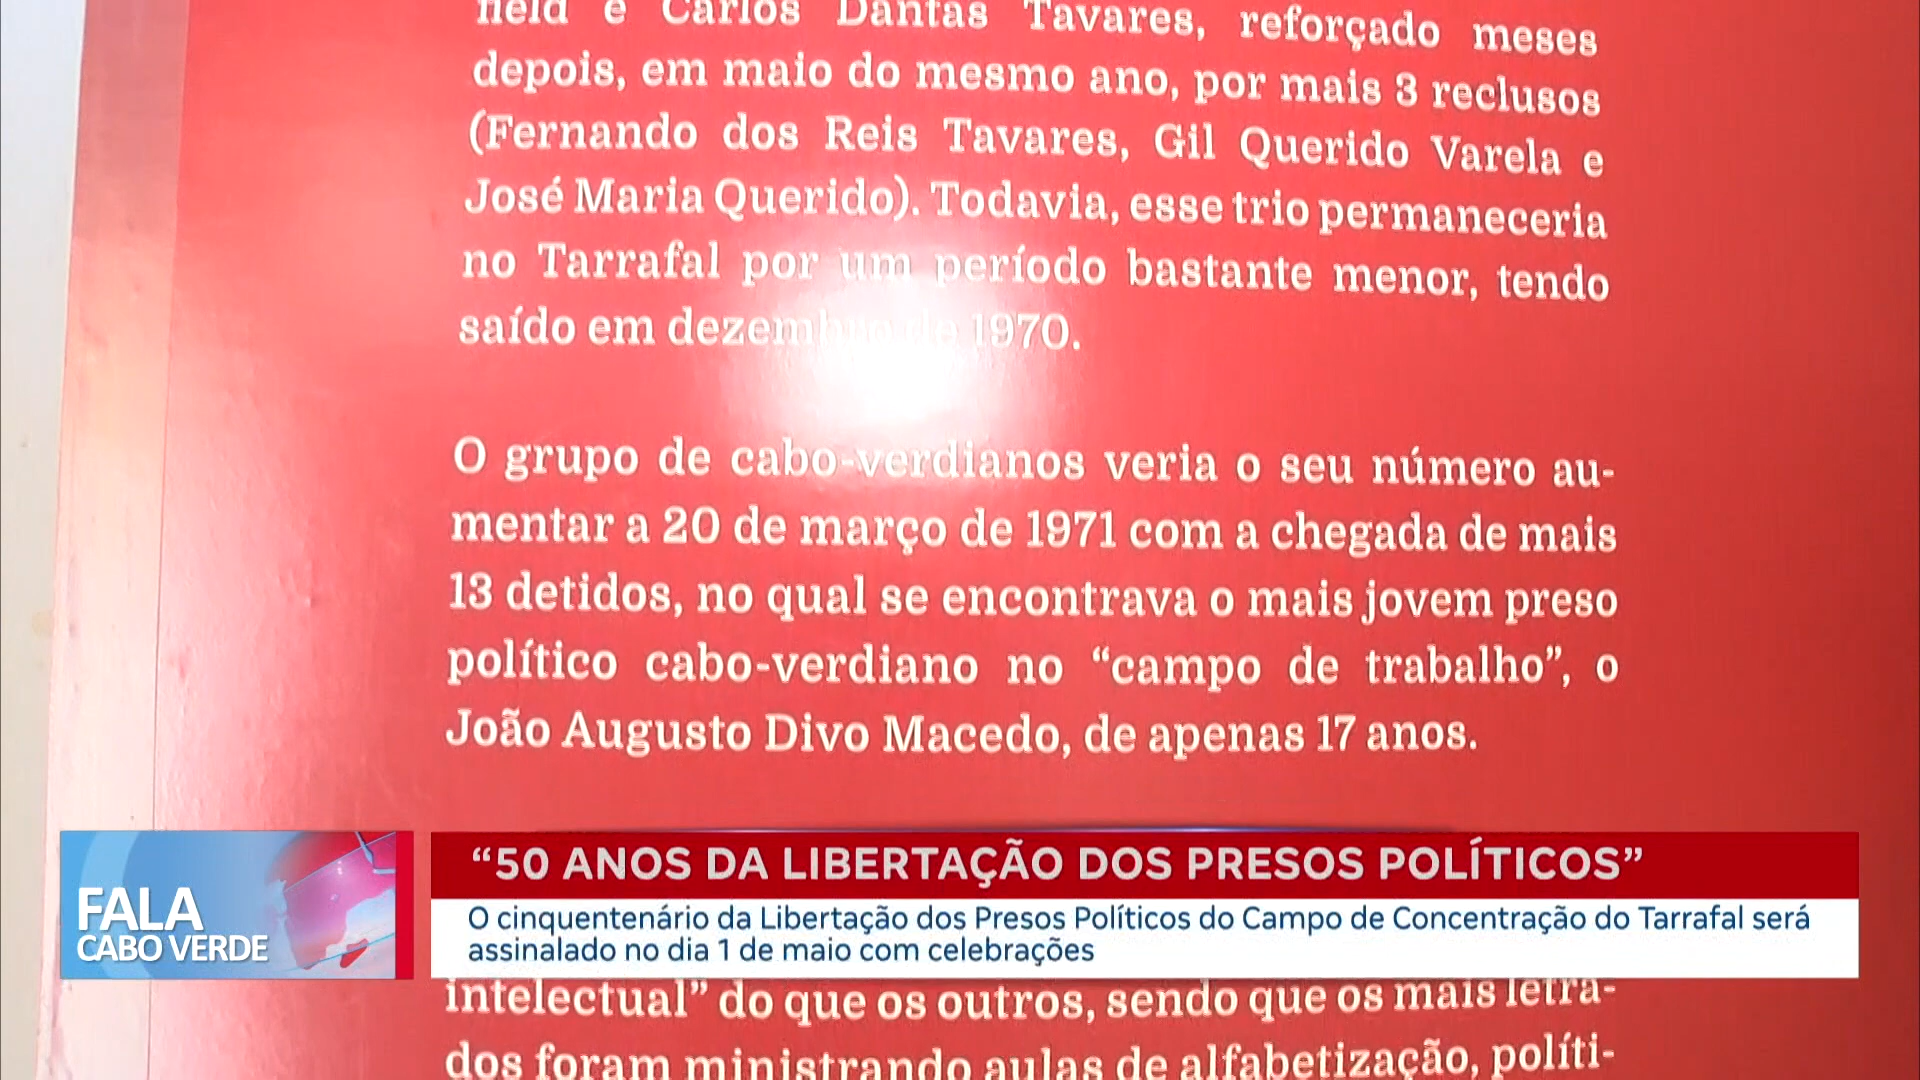 field e Carlos Dantas Tavares, reforçado meses
depois, em maio do mesmo ano, por mais 3 reclusos
(Fernando dos Reis Tavares, Gil Querido Varela e
José Maria Querido). Todavia, esse trio permaneceria
no Tarrafal por um período bastante menor, tendo
saído em dezembro de 1970.
O grupo de cabo-verdianos veria o seu número au-
mentar a 20 de março de 1971 com a chegada de mais
13 detidos, no qual se encontrava o mais jovem preso
político cabo-verdiano no “campo de trabalho”, o
João Augusto Divo Macedo, de apenas 17 anos.
“50 ANOS DA LIBERTAÇÃO DOS PRESOS POLÍTICOS”
FALA
CABO VERDE
O cinquentenário da Libertação dos Presos Políticos do Campo de Concentração do Tarrafal será
assinalado no dia 1 de maio com celebrações
intelectual” do que os outros, sendo que os mais letra-
dos foram ministrando aulas de alfabetização, políti-